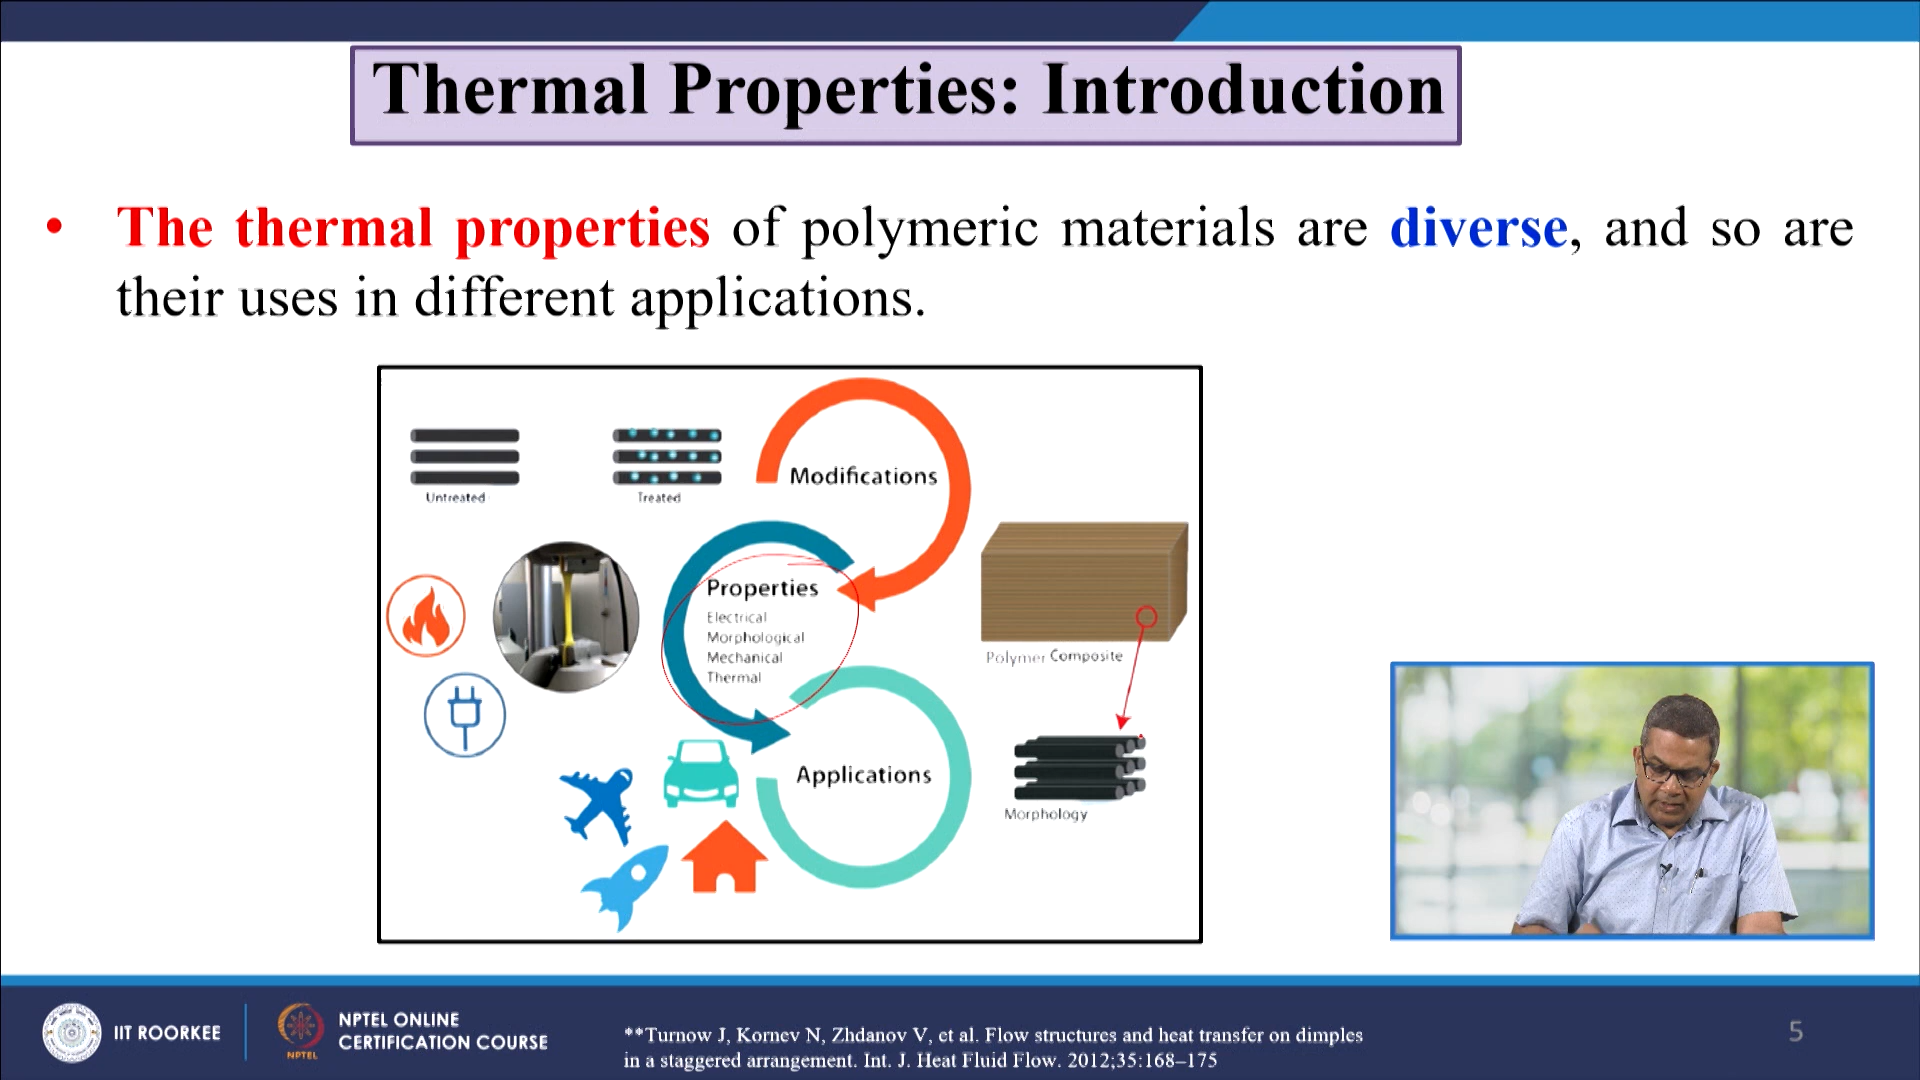 Thermal Properties: Introduction
• The thermal properties of polymeric materials are diverse, and so are
their uses in different applications.
Untreated
Treated
Modifications
Properties
Electrical
Morphological
Mechanical
Thermal
Polymer Composite
Applications
Morphology
IIT ROORKEE
NPTEL
NPTEL ONLINE
CERTIFICATION COURSE
**Turnow J, Kornev N, Zhdanov V, et al. Flow structures and heat transfer on dimples
in a staggered arrangement. Int. J. Heat Fluid Flow. 2012;35:168–175
5